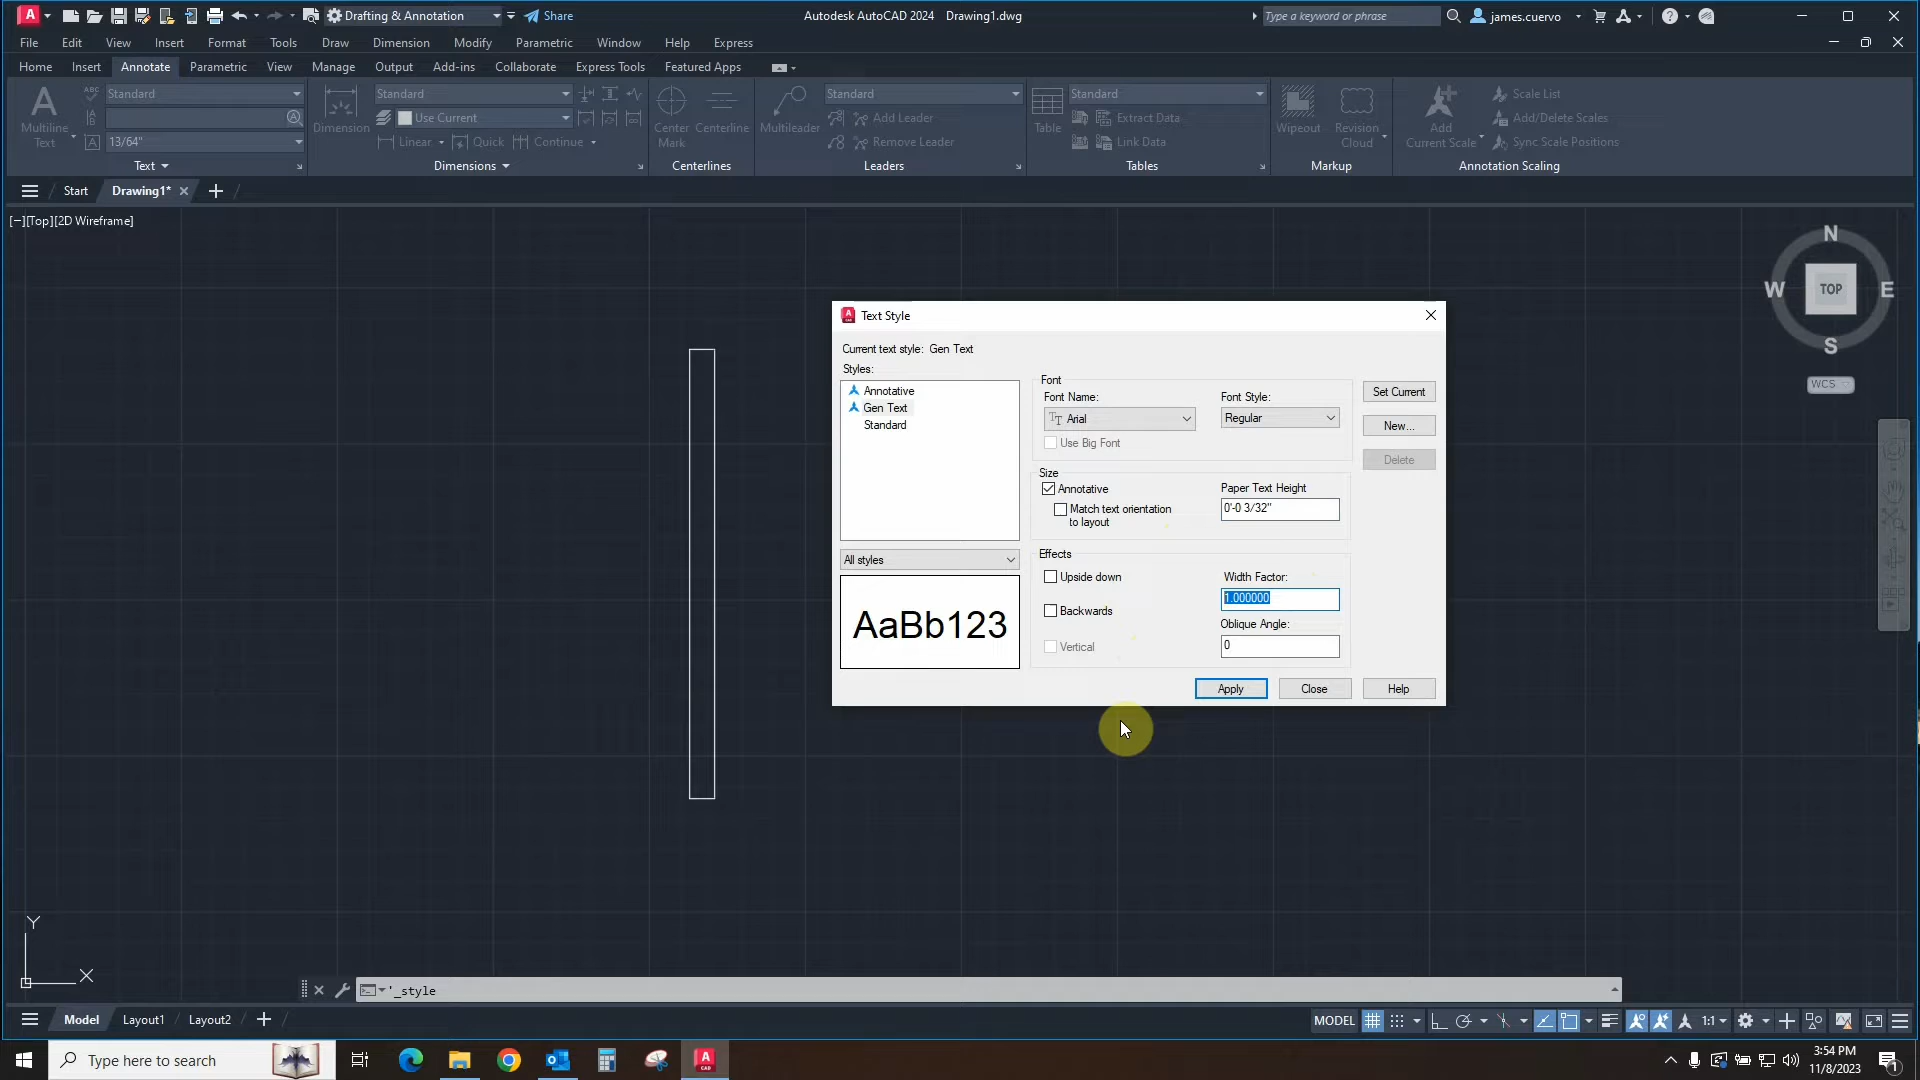 Drafting & Annotation
Share
Autodesk AutoCAD 2024 Drawing1.dwg
Type a keyword or phrase
james.cuervo
File Edit View Insert Format Tools Draw Dimension Modify Parametric Window Help Express
Home Insert Annotate Parametric View Manage Output Add-ins Collaborate Express Tools Featured Apps
A Multiline Text
ABC Standard
13/64"
Text
Dimension
Standard
Use Current
Linear Quick Continue
Dimensions
Center Mark
Centerline
Centerlines
Multileader
Standard
Add Leader
Remove Leader
Leaders
Table
Standard
Extract Data
Link Data
Tables
Wipeout
Revision Cloud
Markup
Add Current Scale
Scale List
Add/Delete Scales
Sync Scale Positions
Annotation Scaling
Start Drawing1*
[−][Top][2D Wireframe]
N
W TOP E
S
WCS
Text Style
Current text style: Gen Text
Styles:
Annotative
Gen Text
Standard
All styles
AaBb123
Font
Font Name:
Arial
Use Big Font
Font Style:
Regular
Size
Annotative
Match text orientation
to layout
Paper Text Height
0'-0 3/32"
Effects
Upside down
Backwards
Vertical
Width Factor:
1.000000
Oblique Angle:
0
Set Current
New...
Delete
Apply Close Help
Y
X
'_style
Model Layout1 Layout2
MODEL
1:1
Type here to search
3:54 PM
11/8/2023
1